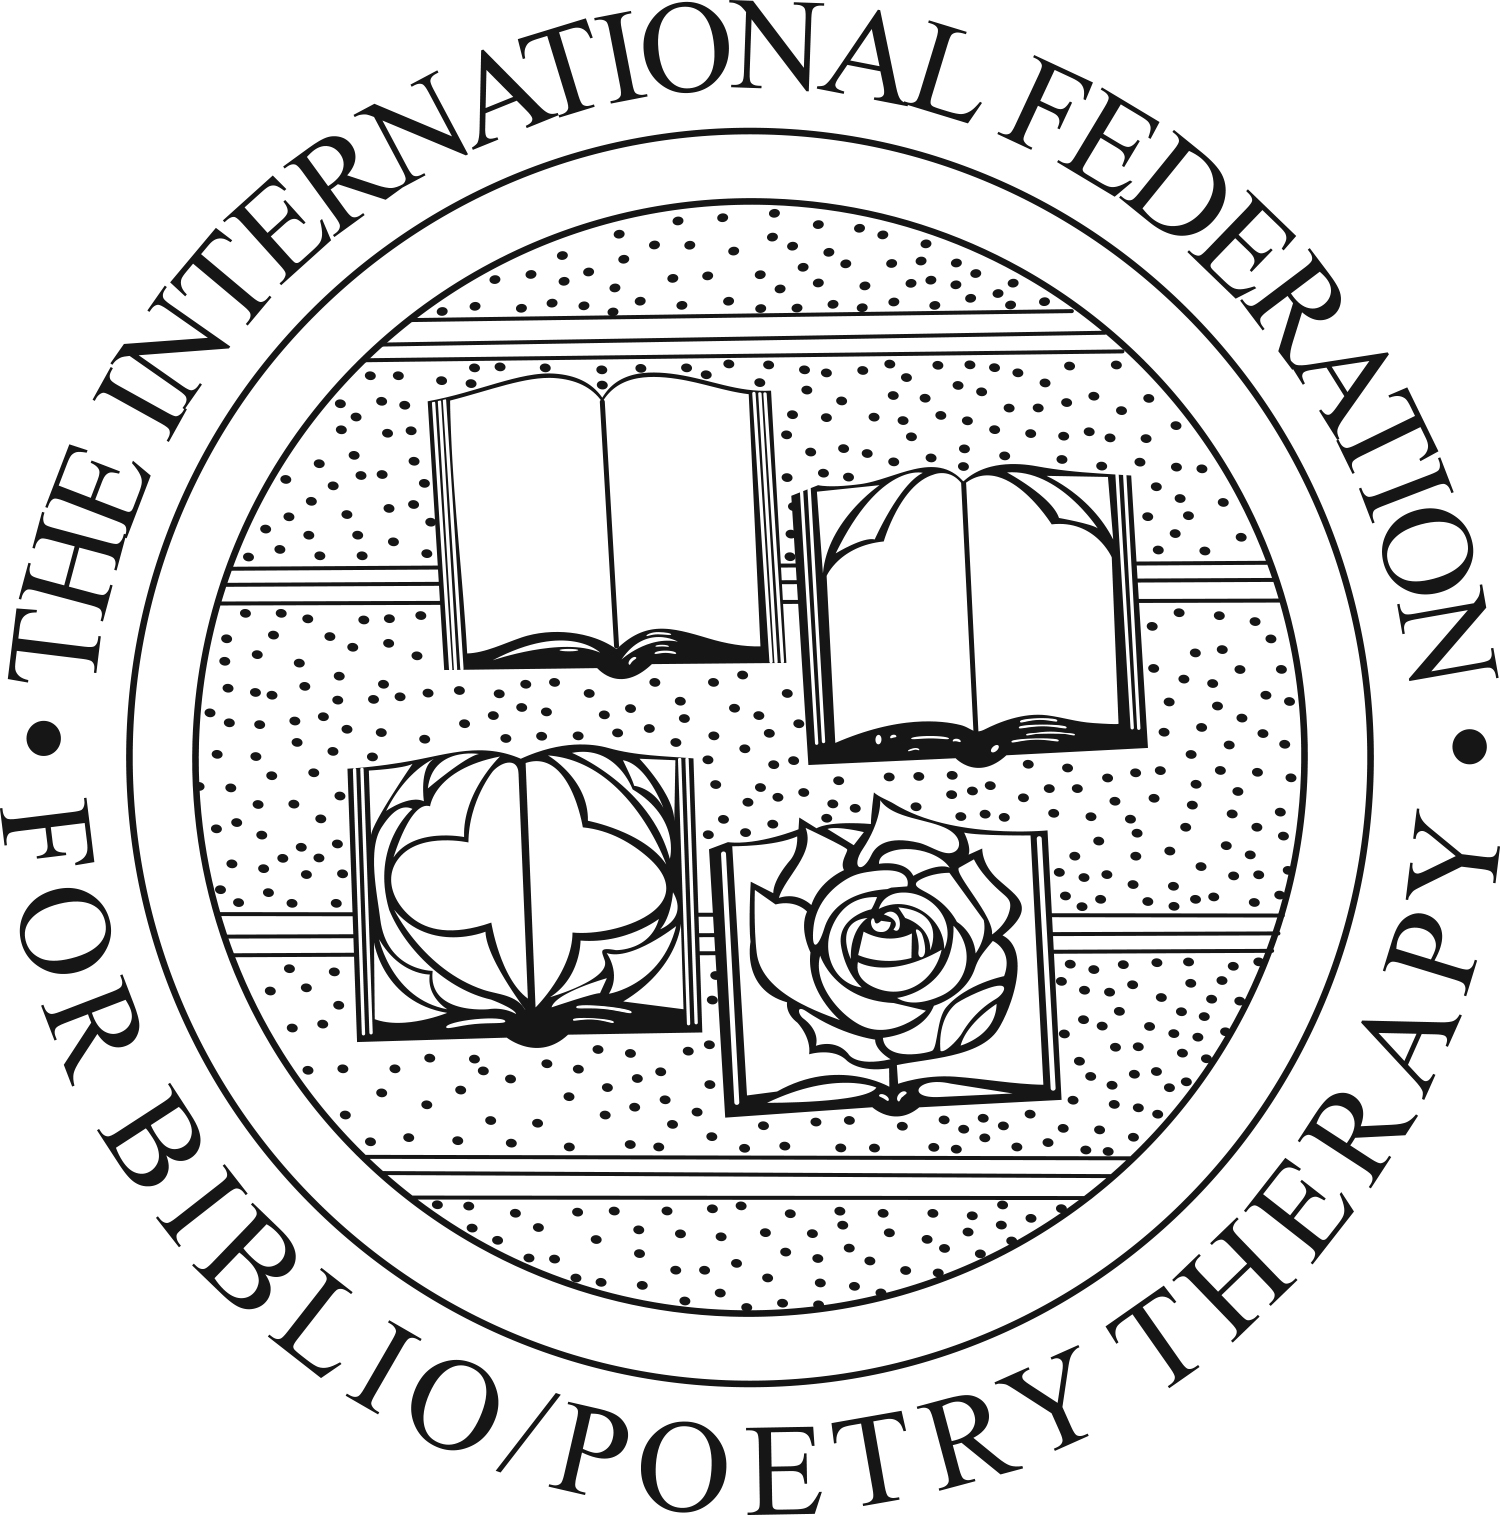 THE INTERNATIONAL FEDERATION
• FOR BIBLIO/POETRY THERAPY •